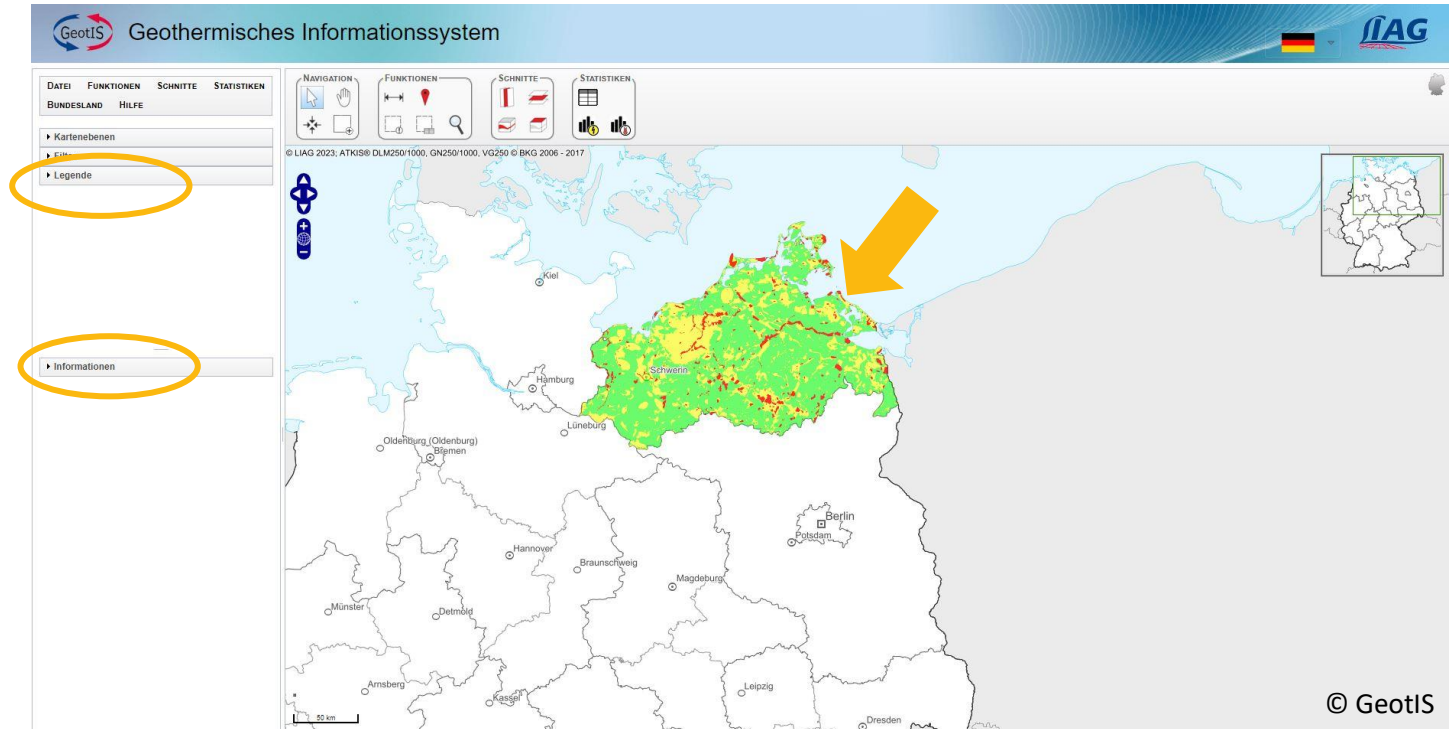 GeotIS
Geothermisches Informationssystem
LIAG
DATEI FUNKTIONEN SCHNITTE STATISTIKEN
BUNDESLAND HILFE
Kartenebenen
Legende
Informationen
NAVIGATION
FUNKTIONEN
SCHNITTE
STATISTIKEN
© LIAG 2023; ATKIS® DLM250/1000, GN250/1000, VG250 © BKG 2006 - 2017
Kiel
Schwerin
Hamburg
Lüneburg
Oldenburg (Oldenburg)
Bremen
Berlin
Potsdam
Hannover
Braunschweig
Magdeburg
Münster
Detmold
Arnsberg
Kassel
Leipzig
Dresden
50 km
© GeotIS